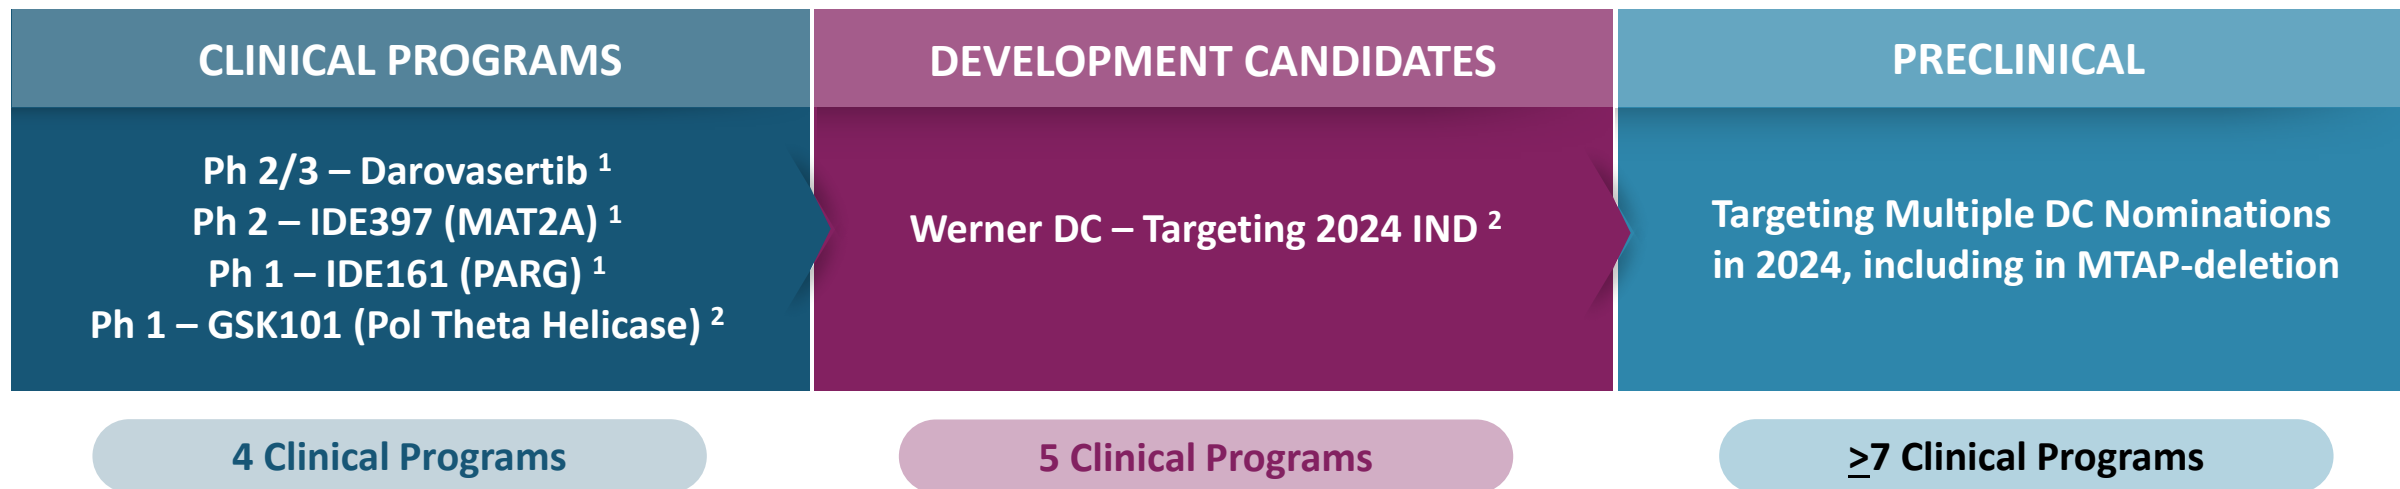 CLINICAL PROGRAMS
Ph 2/3 – Darovasertib ¹
Ph 2 – IDE397 (MAT2A) ¹
Ph 1 – IDE161 (PARG) ¹
Ph 1 – GSK101 (Pol Theta Helicase) ²
4 Clinical Programs
DEVELOPMENT CANDIDATES
Werner DC – Targeting 2024 IND ²
5 Clinical Programs
PRECLINICAL
Targeting Multiple DC Nominations
in 2024, including in MTAP-deletion
≥7 Clinical Programs